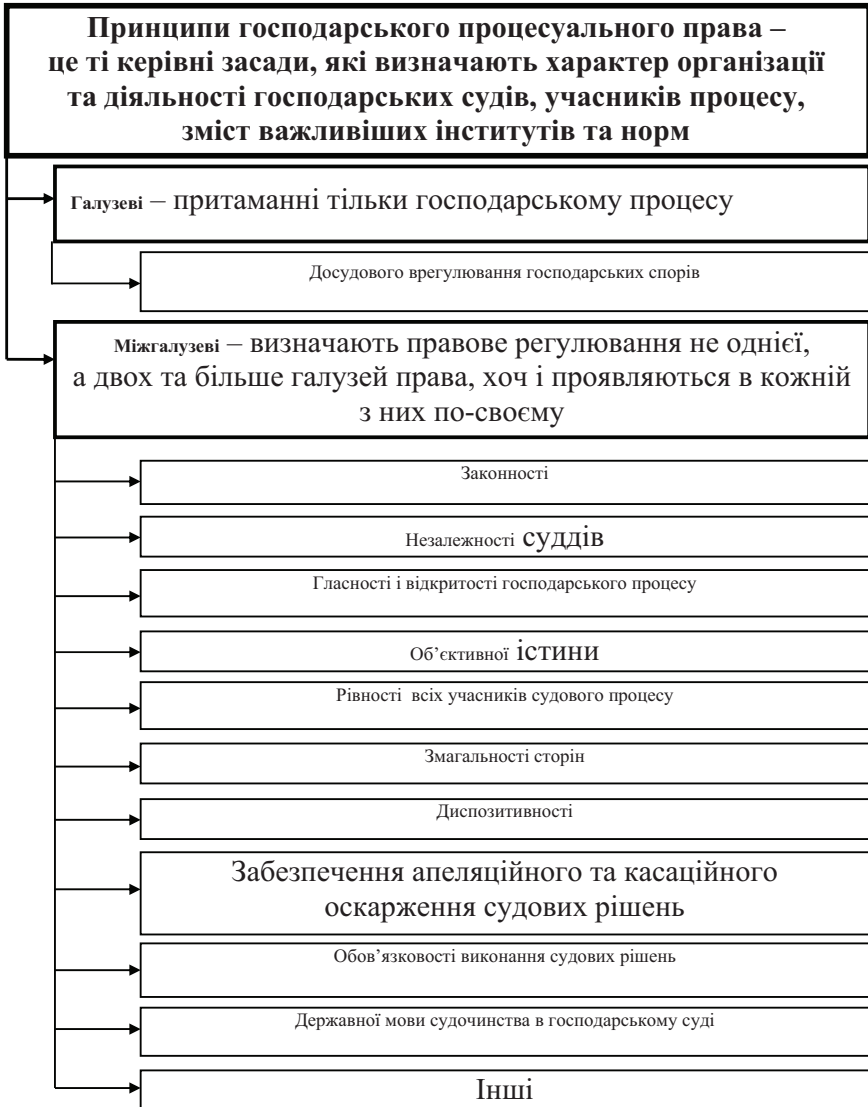 Принципи господарського процесуального права –
це ті керівні засади, які визначають характер організації
та діяльності господарських судів, учасників процесу,
зміст важливіших інститутів та норм
Галузеві – притаманні тільки господарському процесу
Досудового врегулювання господарських спорів
Міжгалузеві – визначають правове регулювання не однієї,
а двох та більше галузей права, хоч і проявляються в кожній
з них по-своєму
Законності
Незалежності суддів
Гласності і відкритості господарського процесу
Об’єктивної істини
Рівності всіх учасників судового процесу
Змагальності сторін
Диспозитивності
Забезпечення апеляційного та касаційного
оскарження судових рішень
Обов’язковості виконання судових рішень
Державної мови судочинства в господарському суді
Інші